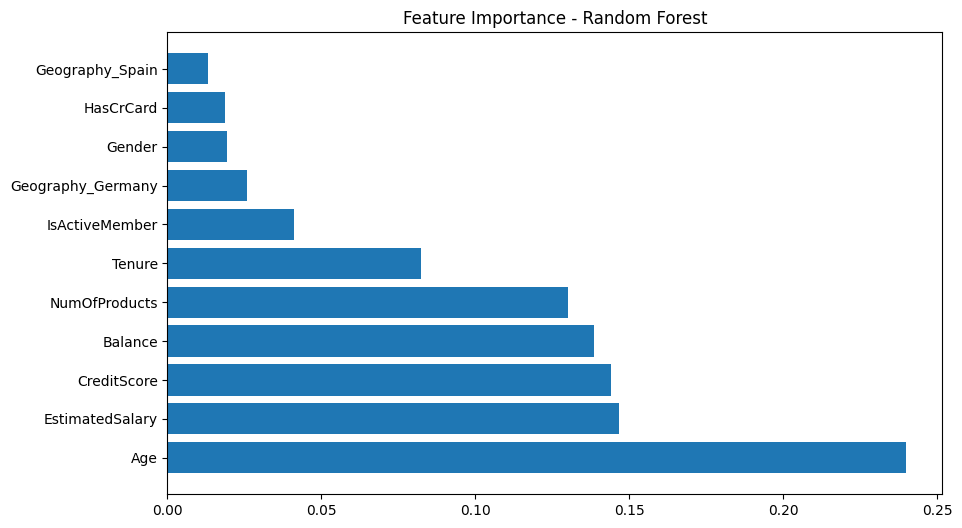 Feature Importance - Random Forest
Geography_Spain
HasCrCard
Gender
Geography_Germany
IsActiveMember
Tenure
NumOfProducts
Balance
CreditScore
EstimatedSalary
Age
0.00 0.05 0.10 0.15 0.20 0.25